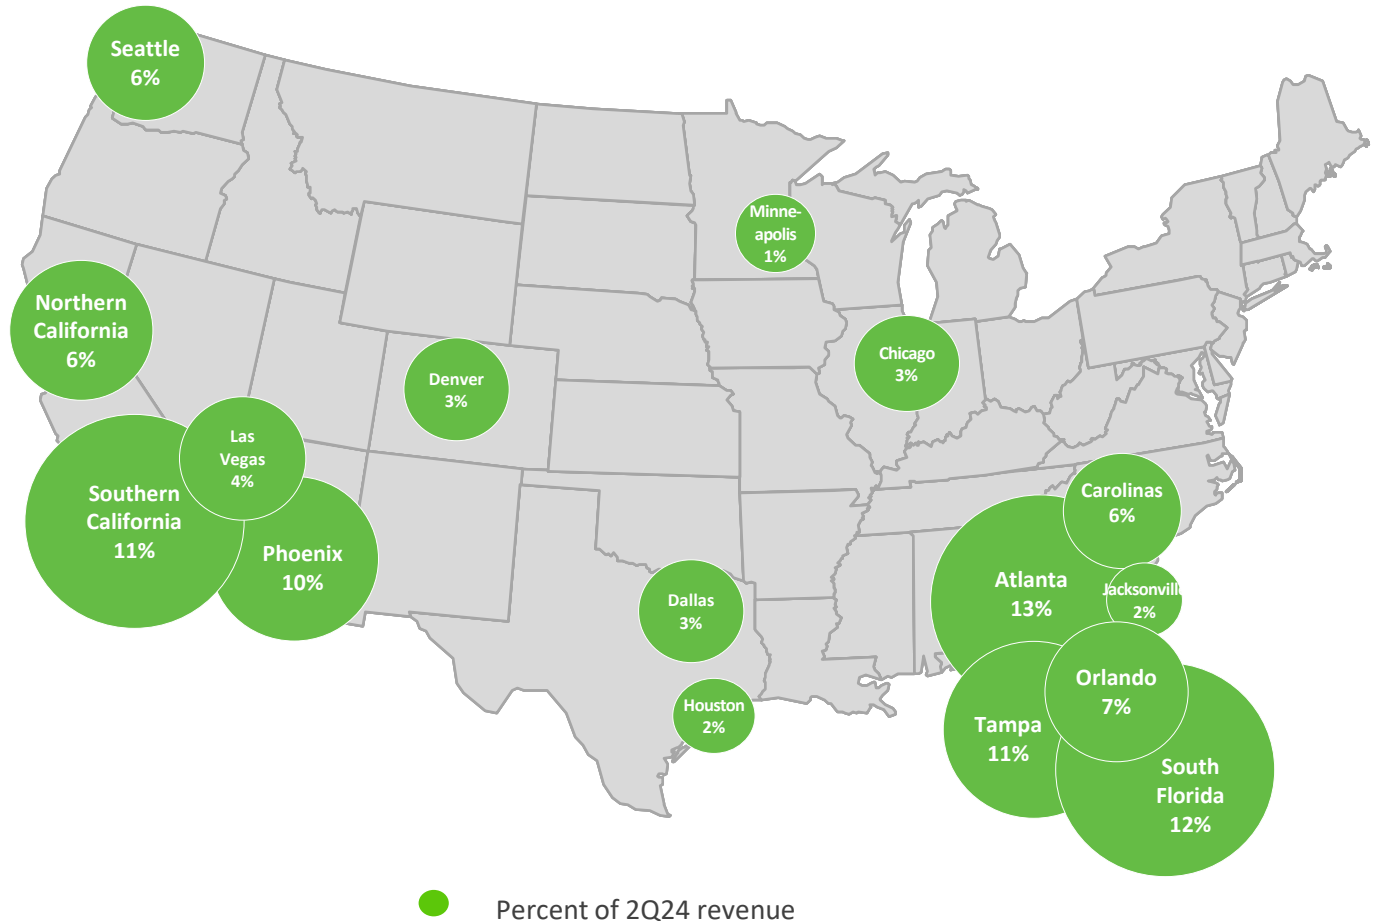 Seattle
6%
Minne-
apolis
1%
Northern
California
6%
Chicago
3%
Denver
3%
Las
Vegas
4%
Southern
California
11%
Phoenix
10%
Carolinas
6%
Atlanta
13%
Jacksonville
2%
Dallas
3%
Houston
2%
Orlando
7%
Tampa
11%
South
Florida
12%
Percent of 2Q24 revenue